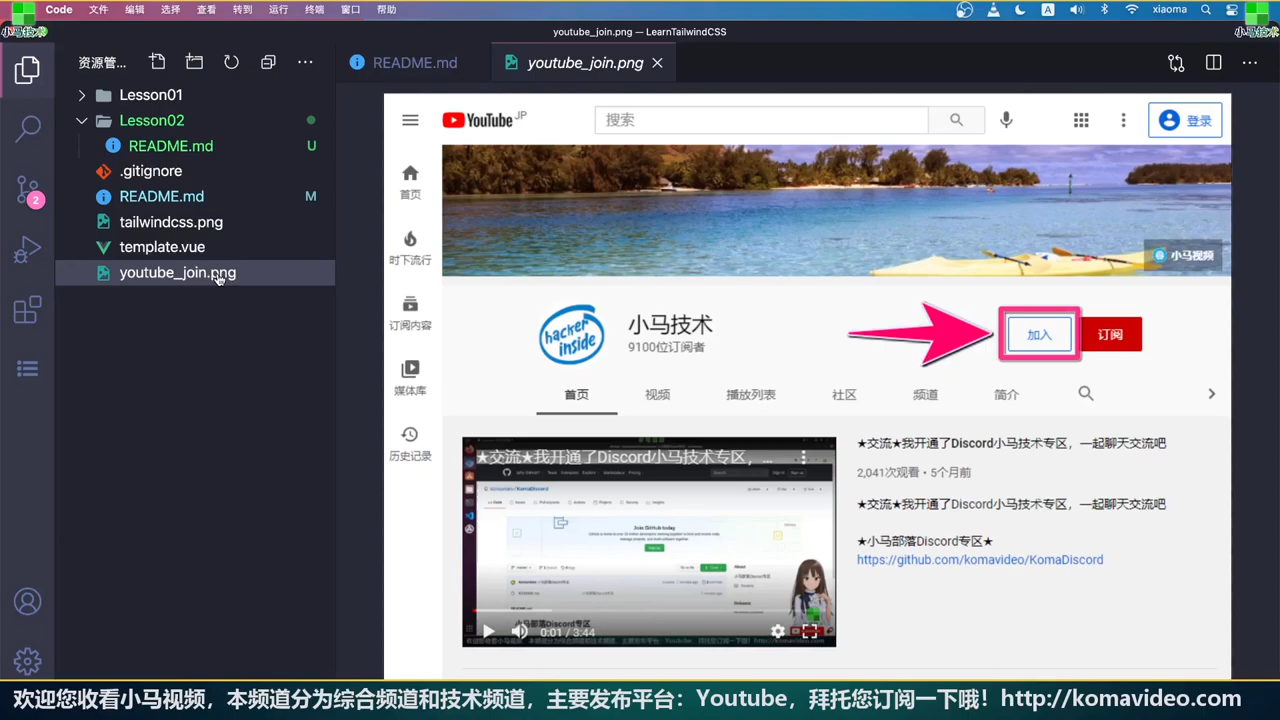 Code 文件 编辑 选择 查看 转到 运行 终端 窗口 帮助 A xiaoma
小马技术
小马技术
youtube_join.png — LearnTailwindCSS
资源管...
README.md
youtube_join.png
Lesson01
Lesson02
README.md U
.gitignore
README.md M
tailwindcss.png
template.vue
youtube_join.png
2
YouTube JP
搜索
登录
首页
时下流行
订阅内容
媒体库
历史记录
小马视频
hacker inside
小马技术
9100位订阅者
加入
订阅
首页 视频 播放列表 社区 频道 简介
★交流★我开通了Discord小马技术专区，...
Join GitHub today
小马部落Discord专区
0:01 / 3:44
★交流★我开通了Discord小马技术专区，一起聊天交流吧
2,041次观看 • 5个月前
★交流★我开通了Discord小马技术专区，一起聊天交流吧
★小马部落Discord专区★
https://github.com/komavideo/KomaDiscord
欢迎您收看小马视频，本频道分为综合频道和技术频道，主要发布平台：Youtube，拜托您订阅一下哦！http://komavideo.com